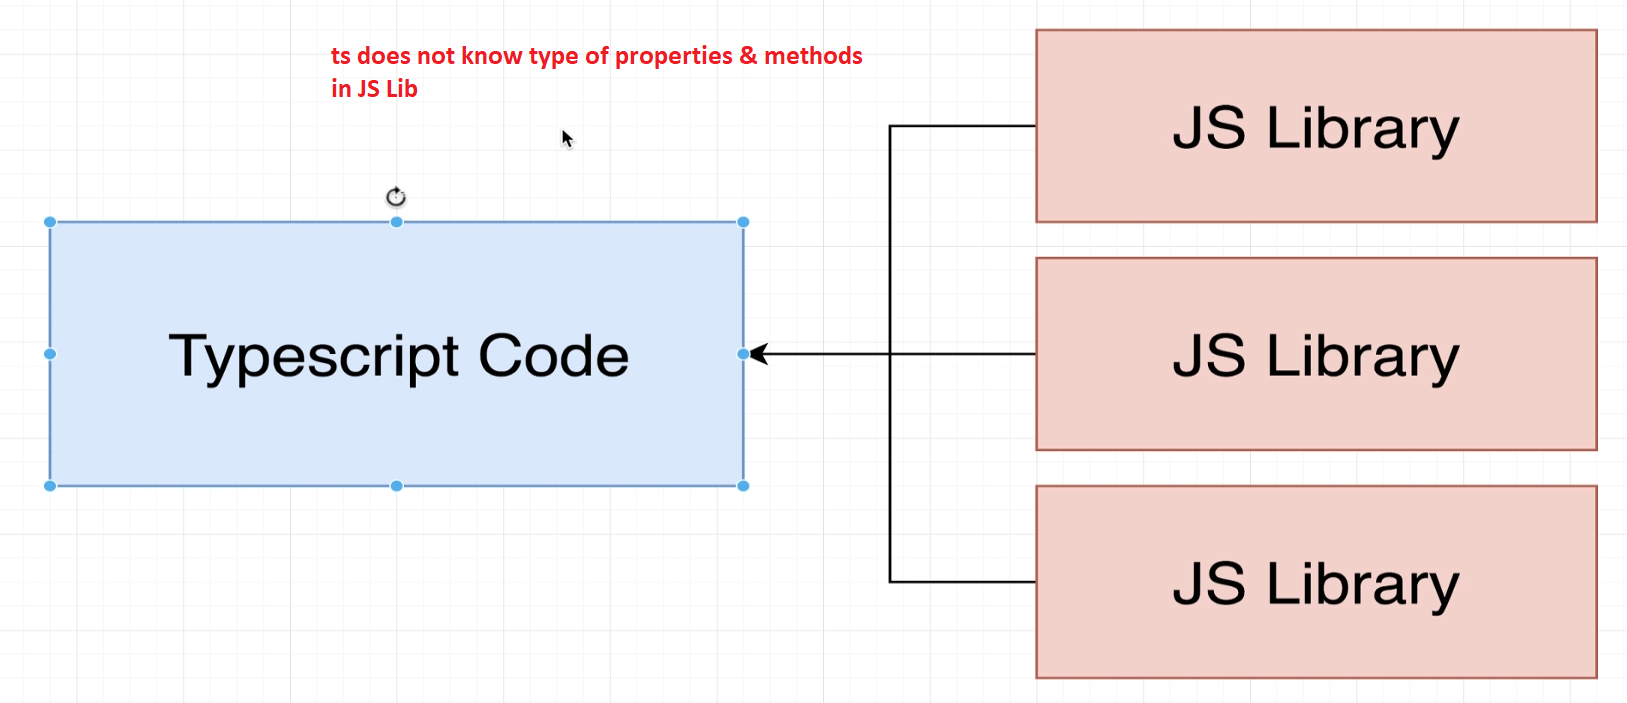 ts does not know type of properties & methods
in JS Lib
JS Library
Typescript Code
JS Library
JS Library